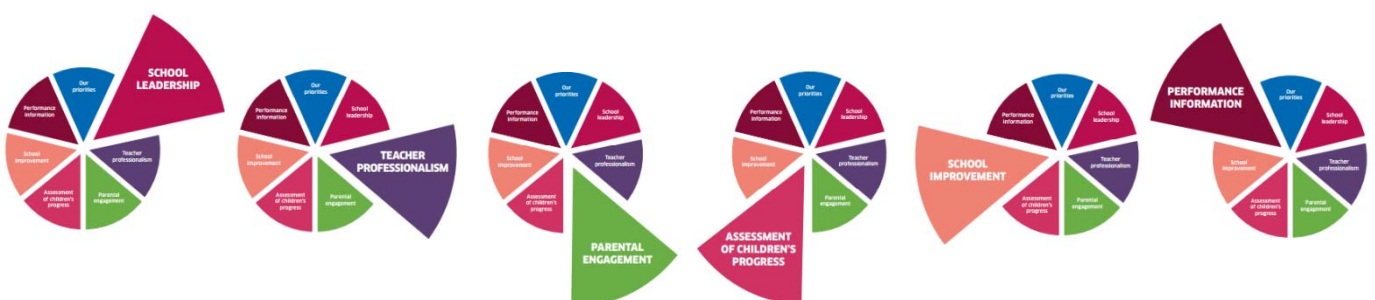 SCHOOL
LEADERSHIP
Our
priorities
Performance
information
School
improvement
Teacher
professionalism
Assessment
of children's
progress
Parental
engagement
Our
priorities
Performance
information
School
leadership
School
improvement
TEACHER
PROFESSIONALISM
Assessment
of children's
progress
Parental
engagement
Our
priorities
Performance
information
School
leadership
School
improvement
Teacher
professionalism
Assessment
of children's
progress
PARENTAL
ENGAGEMENT
Our
priorities
Performance
information
School
leadership
School
improvement
Teacher
professionalism
Parental
engagement
ASSESSMENT
OF CHILDREN'S
PROGRESS
Our
priorities
Performance
information
School
leadership
SCHOOL
IMPROVEMENT
Teacher
professionalism
Assessment
of children's
progress
Parental
engagement
PERFORMANCE
INFORMATION
Our
priorities
School
leadership
School
improvement
Teacher
professionalism
Assessment
of children's
progress
Parental
engagement